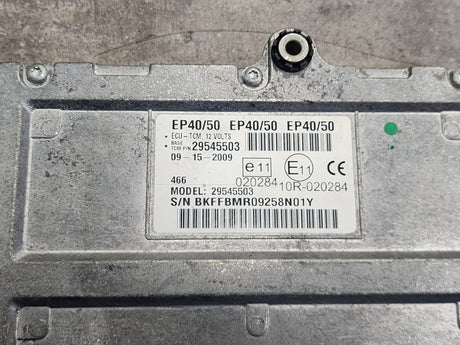 EP40/50 EP40/50 EP40/50
• ECU-TCM, 12 VOLTS
• BASE TCM P/N 29545503
09-15-2009
e11 E11 CE
466 020284 10R-020284
MODEL: 29545503
S/N BKFFBMR09258N01Y